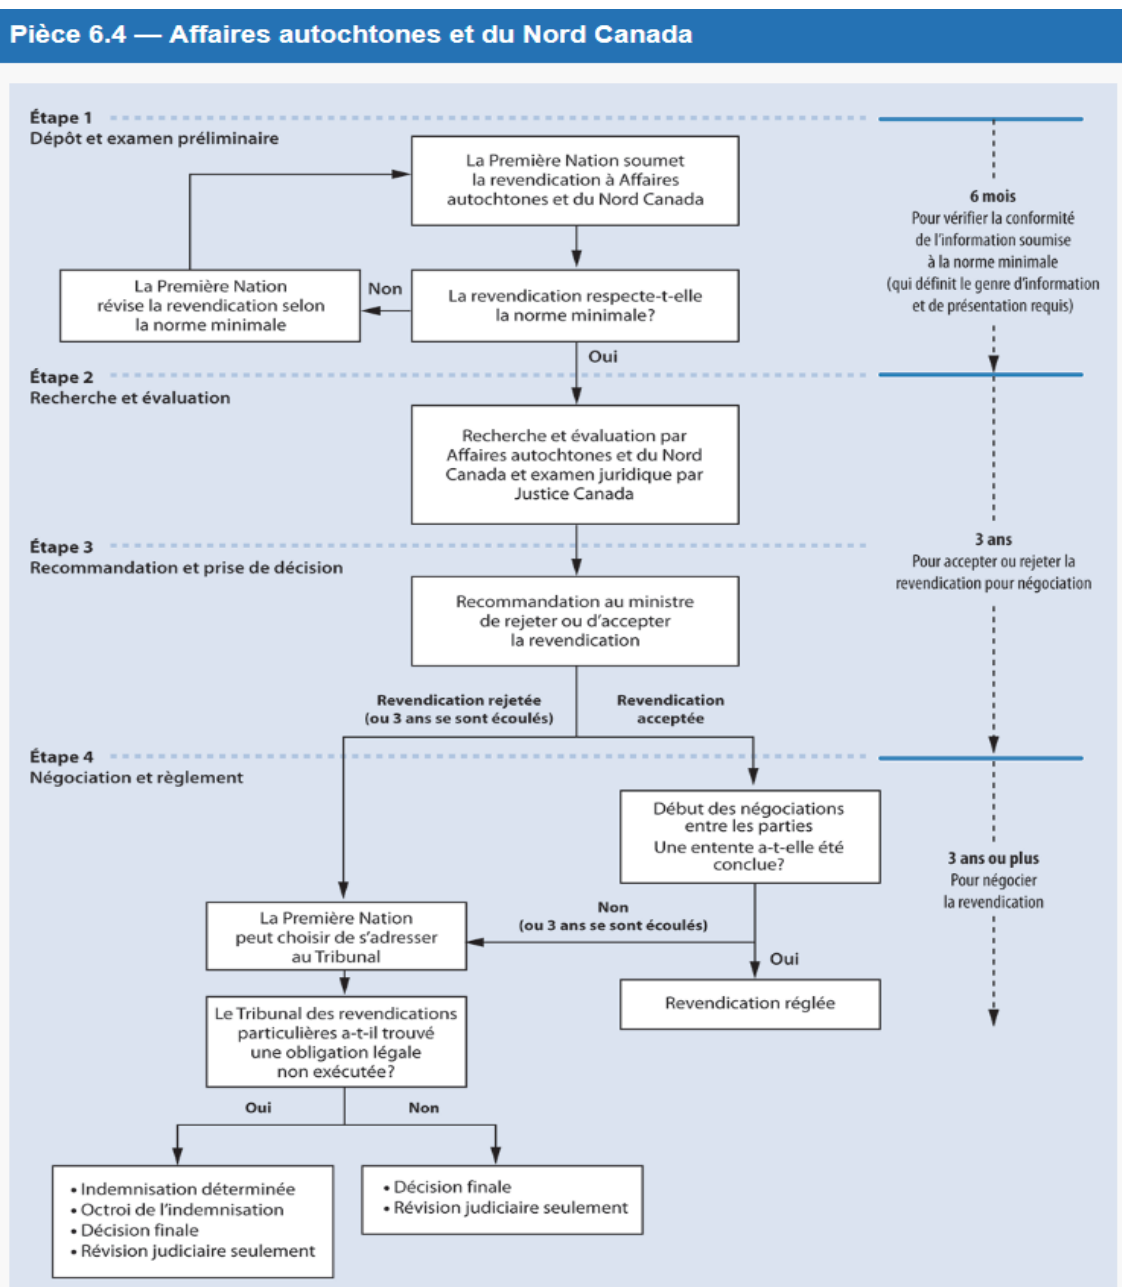 Pièce 6.4 — Affaires autochtones et du Nord Canada
Étape 1
Dépôt et examen préliminaire
La Première Nation soumet
la revendication à Affaires
autochtones et du Nord Canada
6 mois
Pour vérifier la conformité
de l'information soumise
à la norme minimale
(qui définit le genre d'information
et de présentation requis)
La Première Nation
révise la revendication selon
la norme minimale
Non
La revendication respecte-t-elle
la norme minimale?
Oui
Étape 2
Recherche et évaluation
Recherche et évaluation par
Affaires autochtones et du Nord
Canada et examen juridique par
Justice Canada
Étape 3
Recommandation et prise de décision
3 ans
Pour accepter ou rejeter la
revendication pour négociation
Recommandation au ministre
de rejeter ou d'accepter
la revendication
Revendication rejetée
(ou 3 ans se sont écoulés)
Revendication
acceptée
Étape 4
Négociation et règlement
Début des négociations
entre les parties
Une entente a-t-elle été
conclue?
3 ans ou plus
Pour négocier
la revendication
Non
(ou 3 ans se sont écoulés)
La Première Nation
peut choisir de s'adresser
au Tribunal
Oui
Revendication réglée
Le Tribunal des revendications
particulières a-t-il trouvé
une obligation légale
non exécutée?
Oui
Non
• Indemnisation déterminée
• Octroi de l'indemnisation
• Décision finale
• Révision judiciaire seulement
• Décision finale
• Révision judiciaire seulement